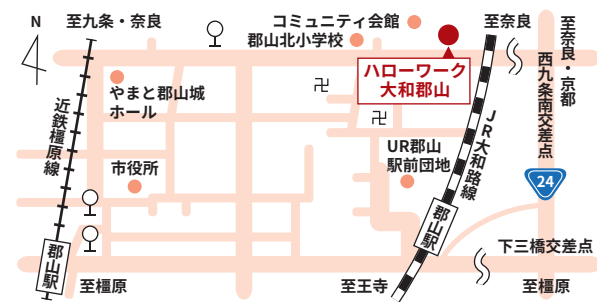 N
至九条・奈良
コミュニティ会館
郡山北小学校
至奈良
至奈良・京都
西九条南交差点
ハローワーク
大和郡山
やまと郡山城
ホール
近鉄橿原線
卍
卍
JR大和路線
UR郡山
駅前団地
市役所
24
郡山駅
郡山駅
下三橋交差点
至橿原
至王寺
至橿原